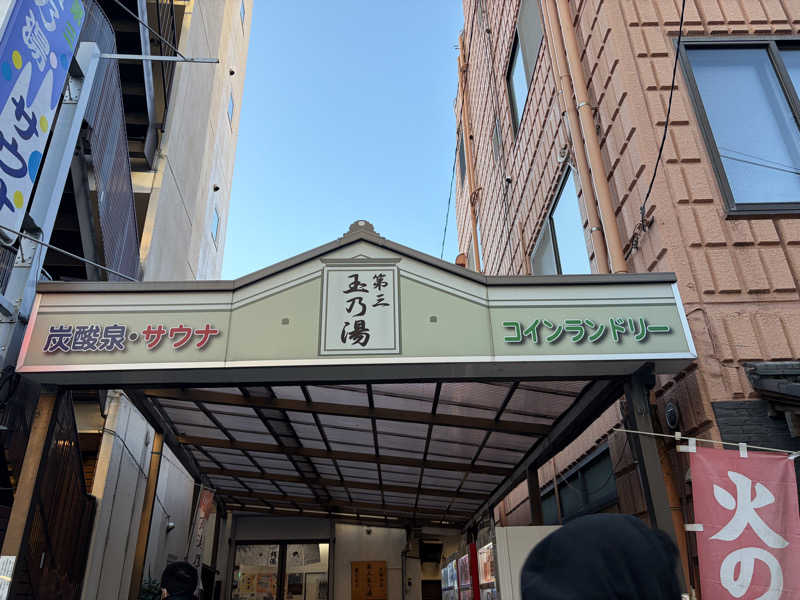 第三
玉乃湯
炭酸泉・サウナ
コインランドリー
火の